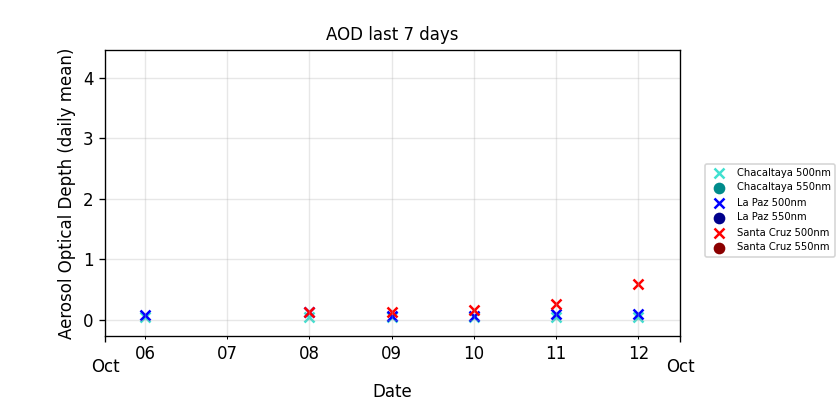 AOD last 7 days
Aerosol Optical Depth (daily mean)
4
3
2
1
0
06 07 08 09 10 11 12
Oct Oct
Date
Chacaltaya 500nm
Chacaltaya 550nm
La Paz 500nm
La Paz 550nm
Santa Cruz 500nm
Santa Cruz 550nm